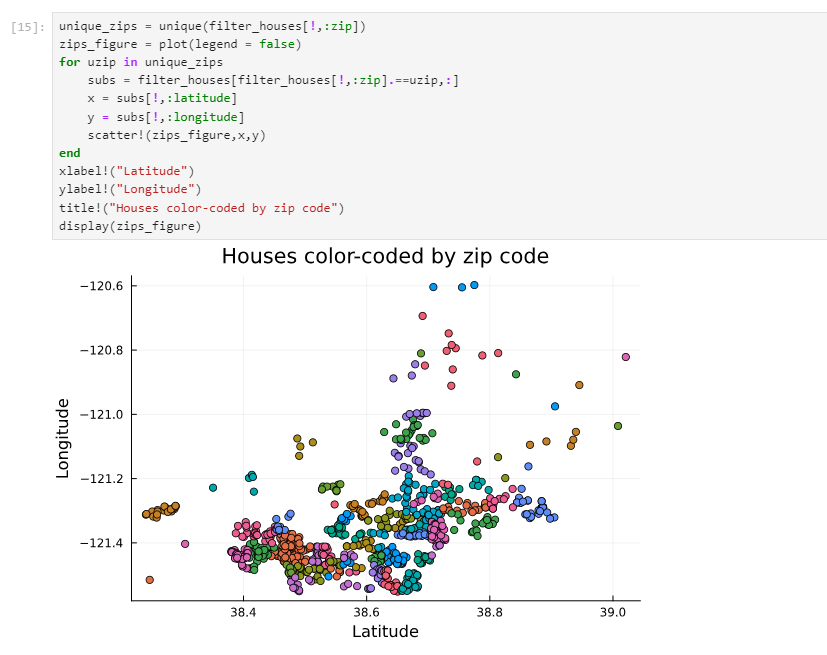 [15]: unique_zips = unique(filter_houses[!,:zip])
zips_figure = plot(legend = false)
for uzip in unique_zips
    subs = filter_houses[filter_houses[!,:zip].==uzip,:]
    x = subs[!,:latitude]
    y = subs[!,:longitude]
    scatter!(zips_figure,x,y)
end
xlabel!("Latitude")
ylabel!("Longitude")
title!("Houses color-coded by zip code")
display(zips_figure)
Houses color-coded by zip code
−120.6
−120.8
−121.0
−121.2
−121.4
Longitude
38.4 38.6 38.8 39.0
Latitude